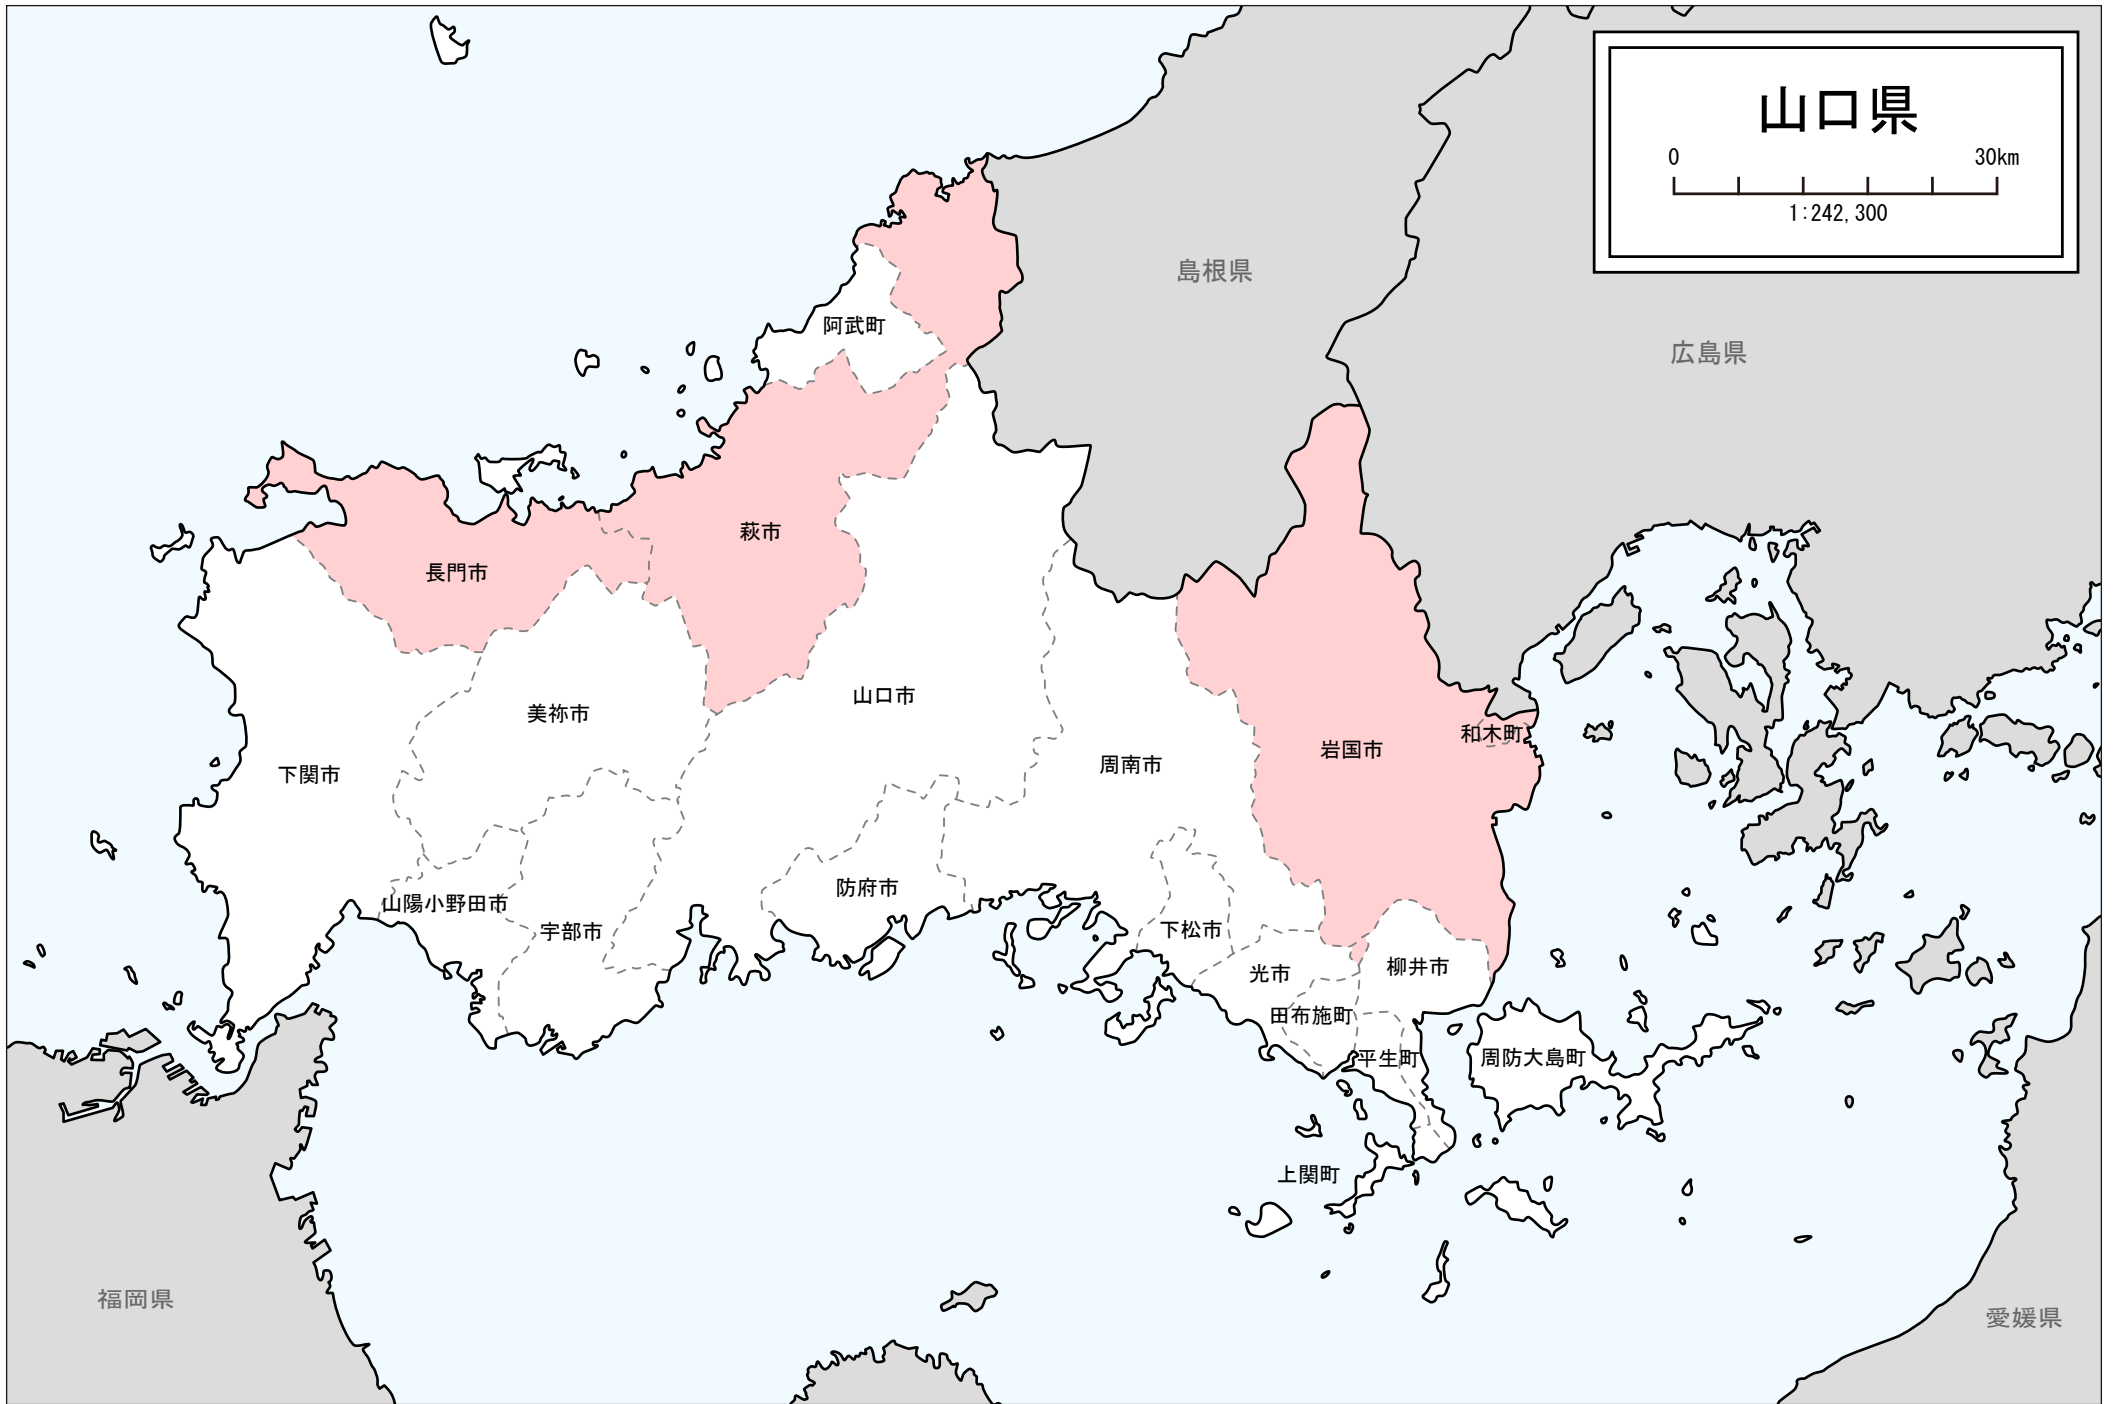 山口県
0 30km
1:242,300
島根県
広島県
阿武町
萩市
長門市
山口市
美祢市
和木町
岩国市
周南市
下関市
防府市
山陽小野田市
宇部市
下松市
柳井市
光市
田布施町
平生町
周防大島町
上関町
福岡県
愛媛県